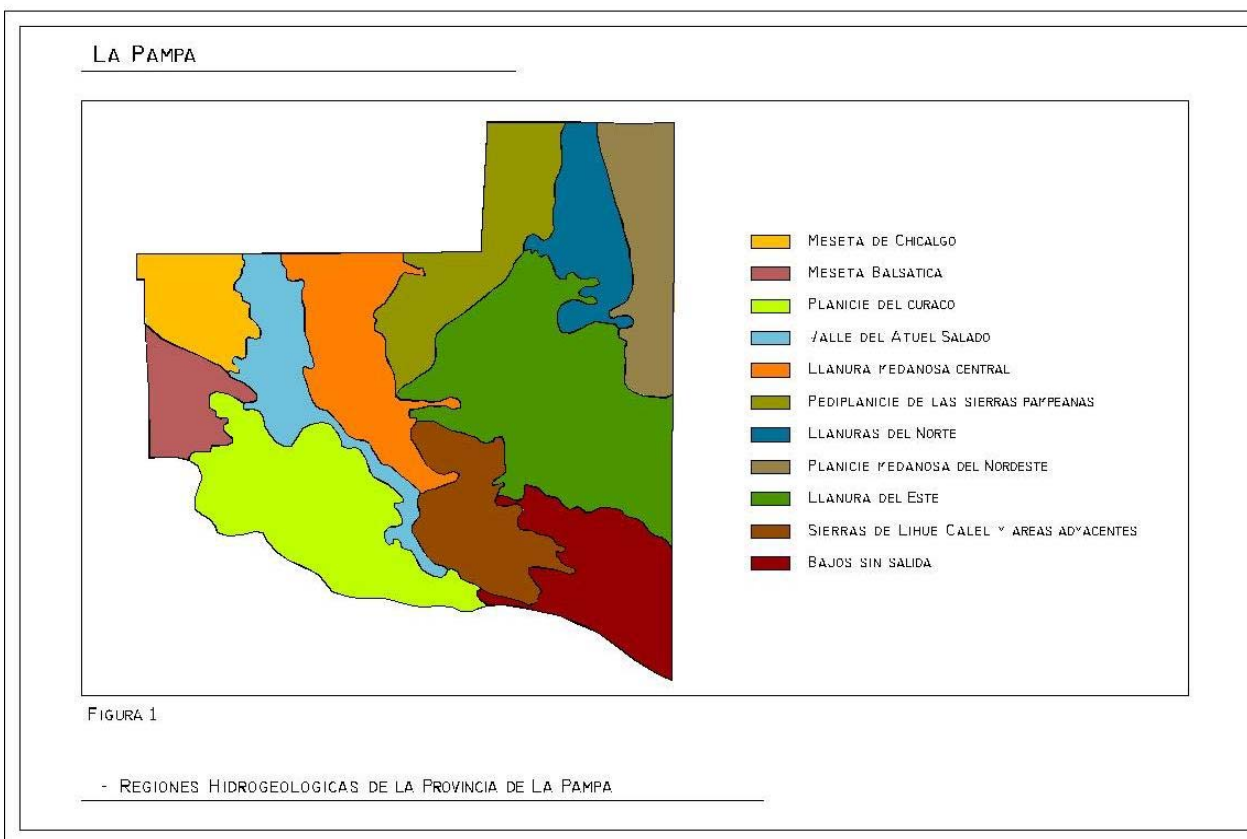 LA PAMPA
MESETA DE CHICALGO
MESETA BALSATICA
PLANICIE DEL CURACO
VALLE DEL ATUEL SALADO
LLANURA MEDANOSA CENTRAL
PEDIPLANICIE DE LAS SIERRAS PAMPEANAS
LLANURAS DEL NORTE
PLANICIE MEDANOSA DEL NORDESTE
LLANURA DEL ESTE
SIERRAS DE LIHUE CALEL Y AREAS ADYACENTES
BAJOS SIN SALIDA
FIGURA 1
- REGIONES HIDROGEOLOGICAS DE LA PROVINCIA DE LA PAMPA